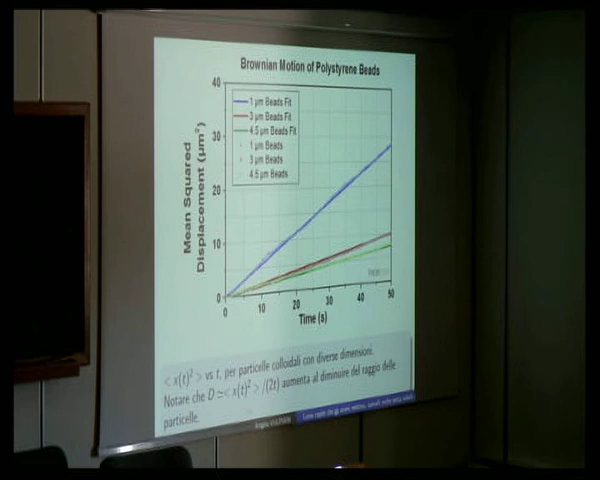 Brownian Motion of Polystyrene Beads
40
30
20
10
0
Mean Squared
Displacement (µm²)
1 µm Beads Fit
3 µm Beads Fit
4.5 µm Beads Fit
1 µm Beads
3 µm Beads
4.5 µm Beads
0 10 20 30 40 50
Time (s)
< x(t)² > vs t, per particelle colloidali con diverse dimensioni.
Notare che D ≃< x(t)² > /(2t) aumenta al diminuire del raggio delle
particelle.
Angelo VULPIANI